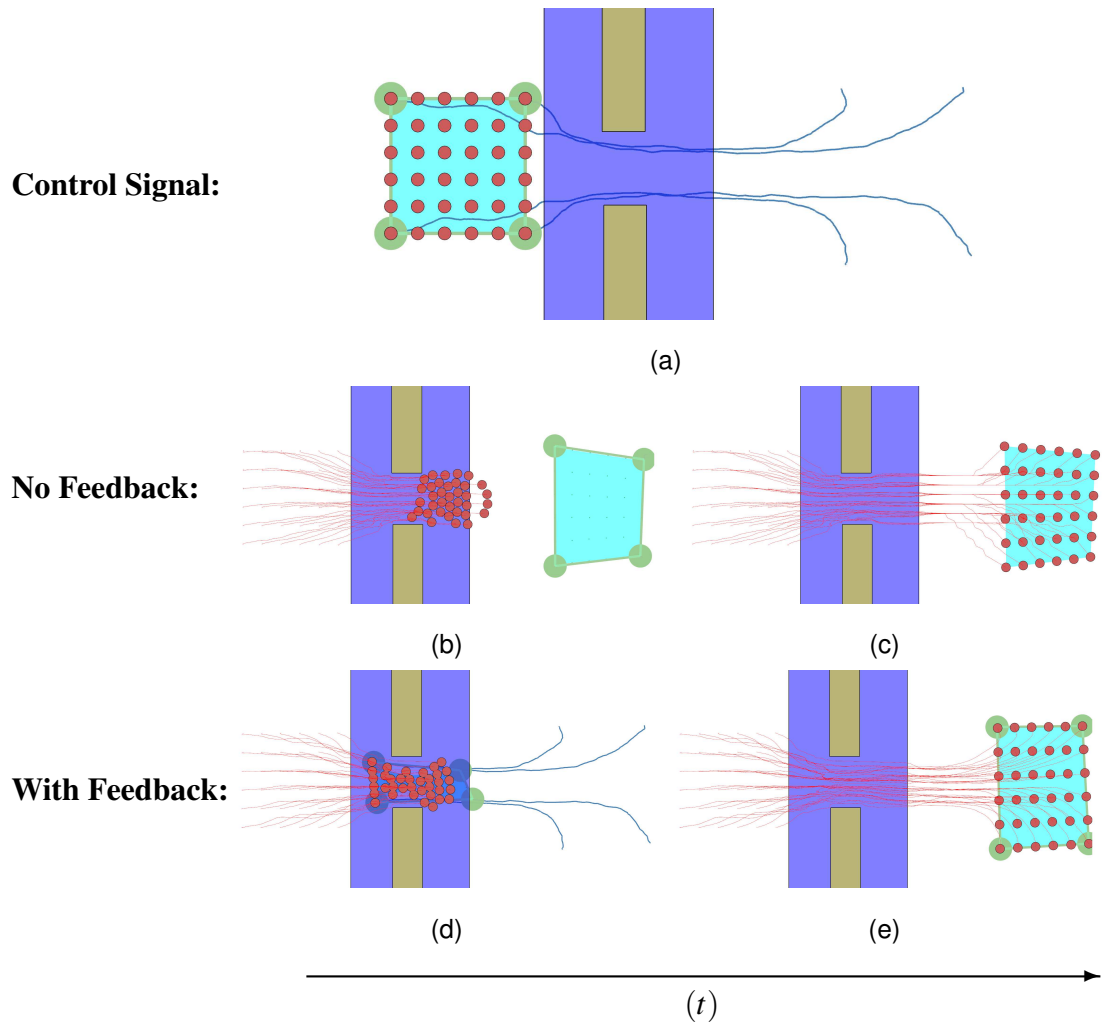 Control Signal:
(a)
No Feedback:
(b)
(c)
With Feedback:
(d)
(e)
(t)